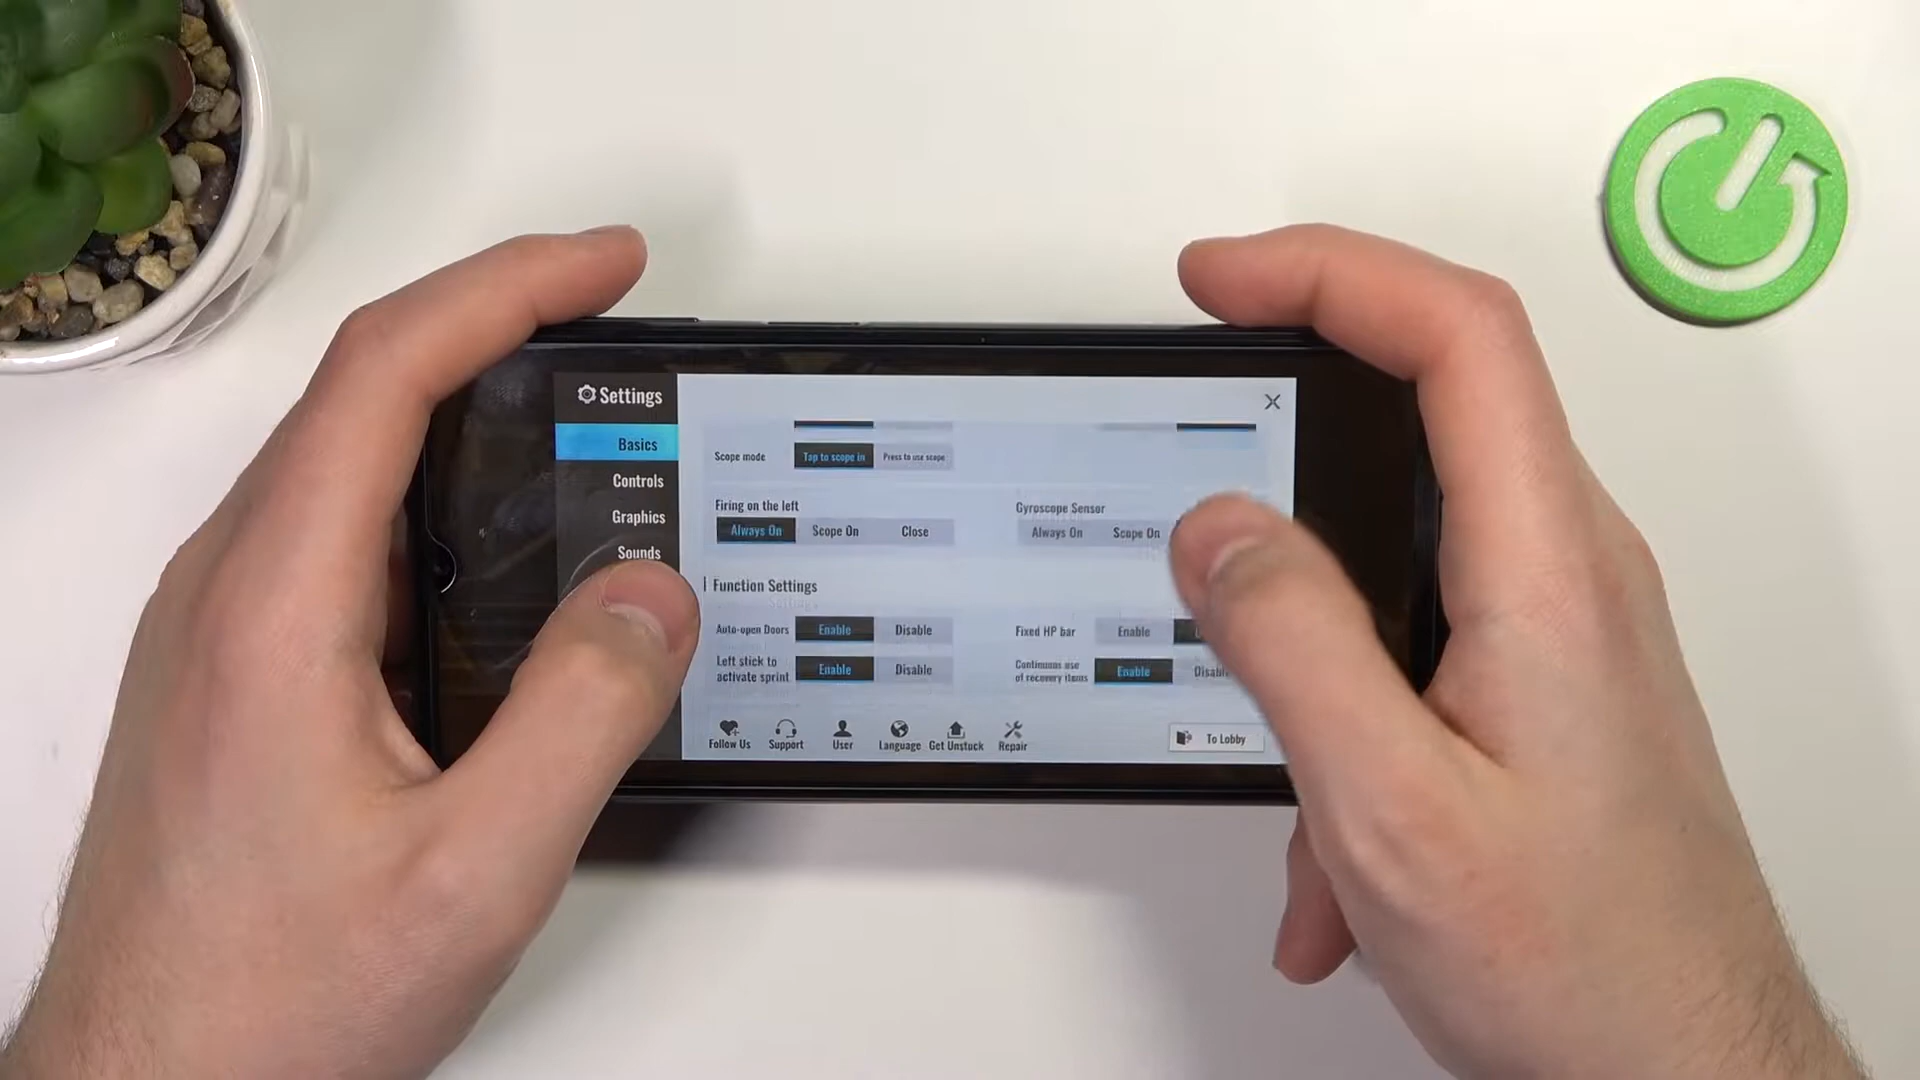 Settings
Basics
Controls
Graphics
Sounds
Scope mode
Tap to scope in
Press to use scope
Firing on the left
Always On
Scope On
Close
Gyroscope Sensor
Always On
Scope On
Function Settings
Auto-open Doors
Enable
Disable
Fixed HP bar
Enable
Left stick to
activate sprint
Enable
Disable
Continuous use
of recovery items
Enable
Follow Us
Support
User
Language
Get Unstuck
Repair
To Lobby